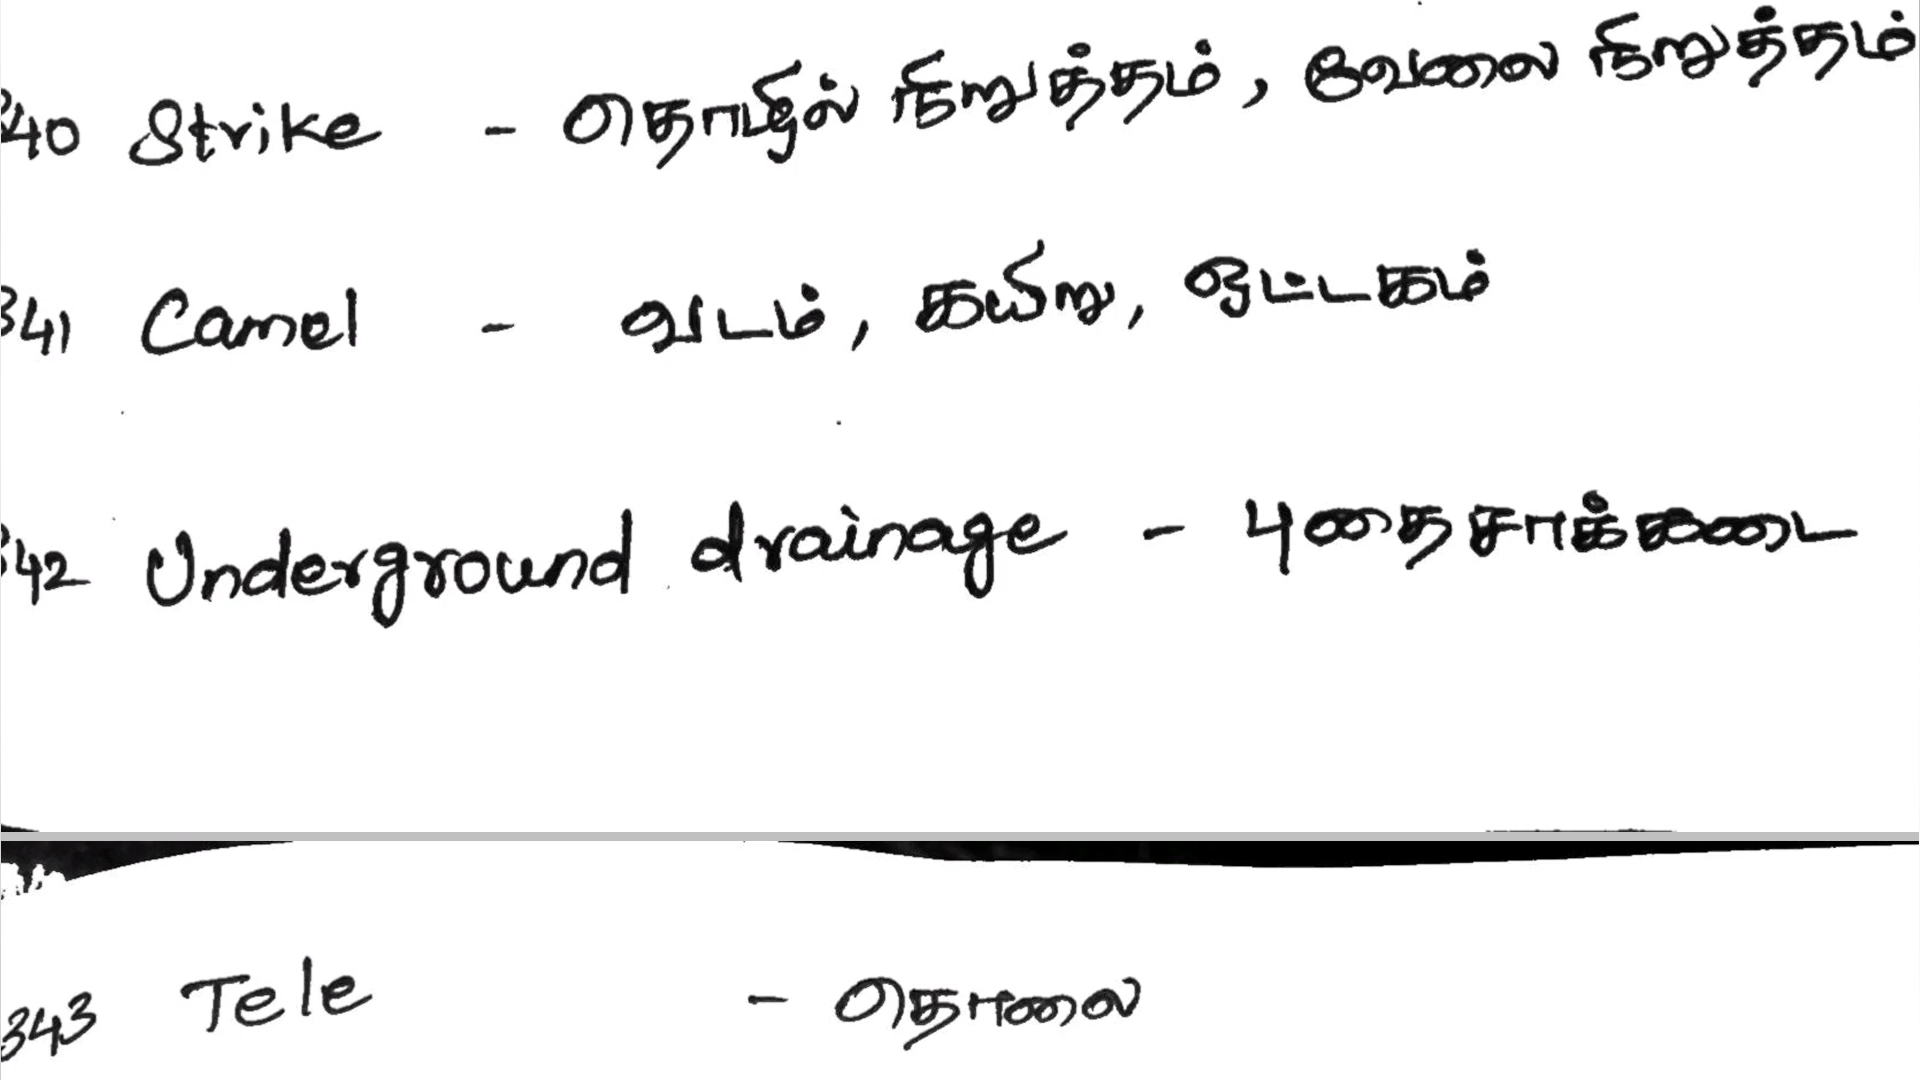 340 Strike - தொழில் நிறுத்தம், வேலை நிறுத்தம்
341 Camel - வடம், கயிறு, ஒட்டகம்
342 Underground drainage - புதைசாக்கடை
343 Tele - தொலை